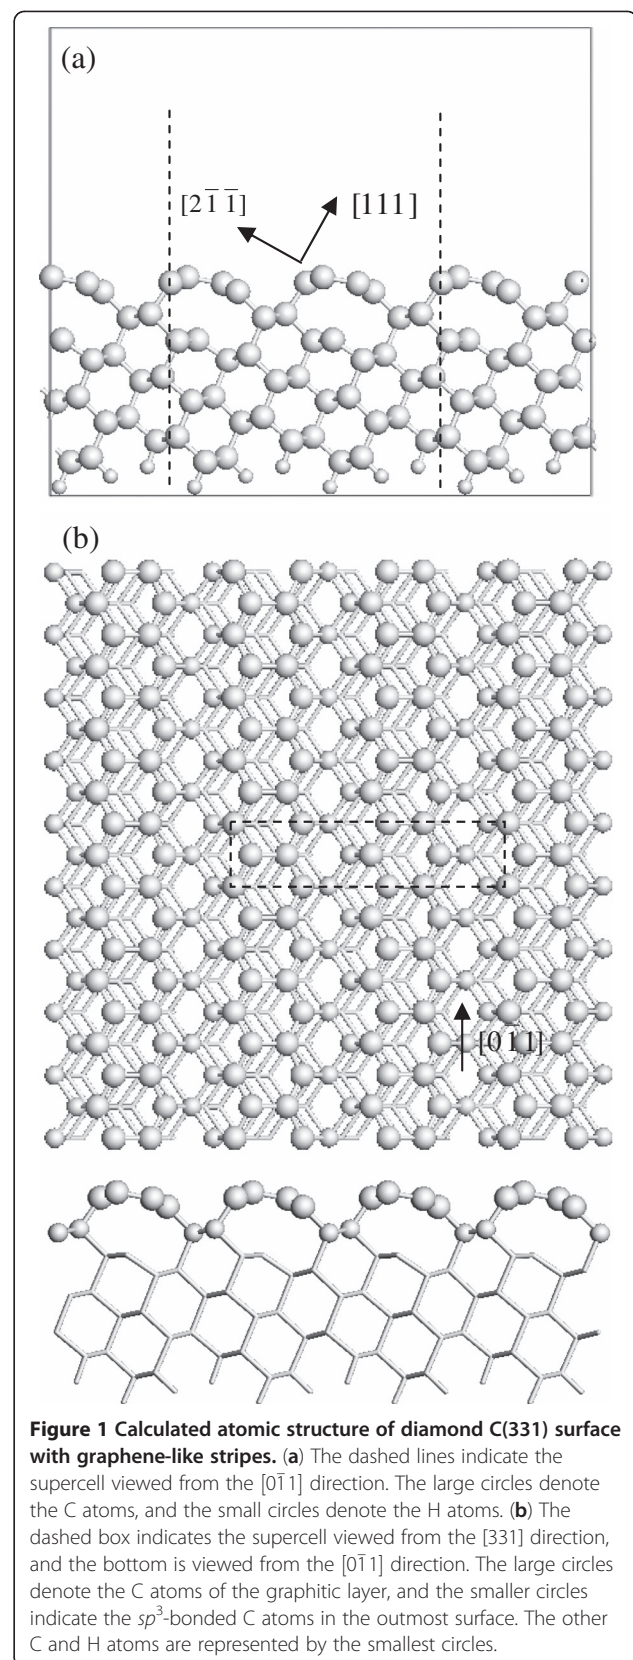 (a)
[2 1̅ 1̅]
[111]
(b)
[0 1̅ 1]
Figure 1 Calculated atomic structure of diamond C(331) surface
with graphene-like stripes. (a) The dashed lines indicate the
supercell viewed from the [01̅1] direction. The large circles denote
the C atoms, and the small circles denote the H atoms. (b) The
dashed box indicates the supercell viewed from the [331] direction,
and the bottom is viewed from the [01̅1] direction. The large circles
denote the C atoms of the graphitic layer, and the smaller circles
indicate the sp³-bonded C atoms in the outmost surface. The other
C and H atoms are represented by the smallest circles.